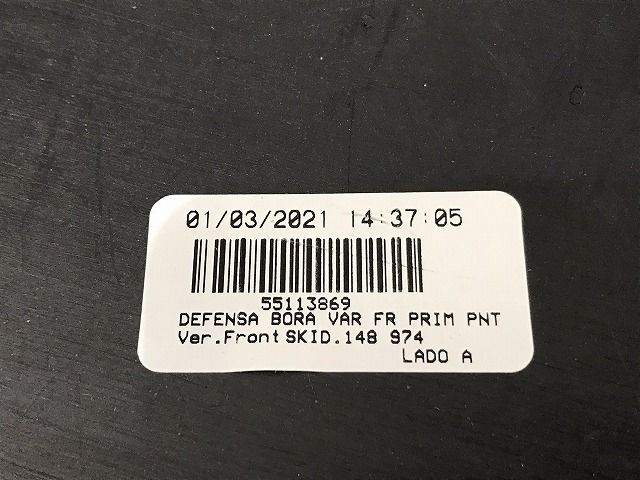 01/03/2021 14:37:05
55113869
DEFENSA BORA VAR FR PRIM PNT
Ver.Front SKID.148 974
LADO A